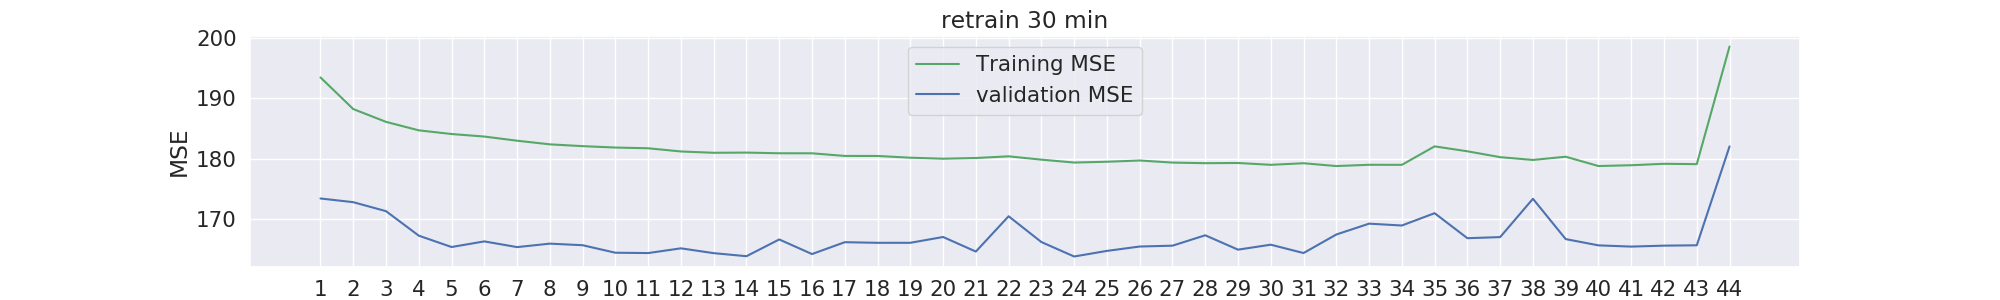 retrain 30 min
200
190
180
170
MSE
Training MSE
validation MSE
1 2 3 4 5 6 7 8 9 10 11 12 13 14 15 16 17 18 19 20 21 22 23 24 25 26 27 28 29 30 31 32 33 34 35 36 37 38 39 40 41 42 43 44